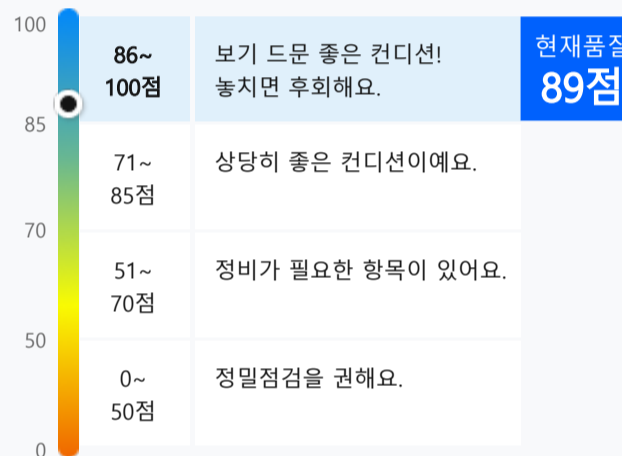 100
86~
100점
보기 드문 좋은 컨디션!
놓치면 후회해요.
현재품질
89점
85
71~
85점
상당히 좋은 컨디션이예요.
70
51~
70점
정비가 필요한 항목이 있어요.
50
0~
50점
정밀점검을 권해요.
0